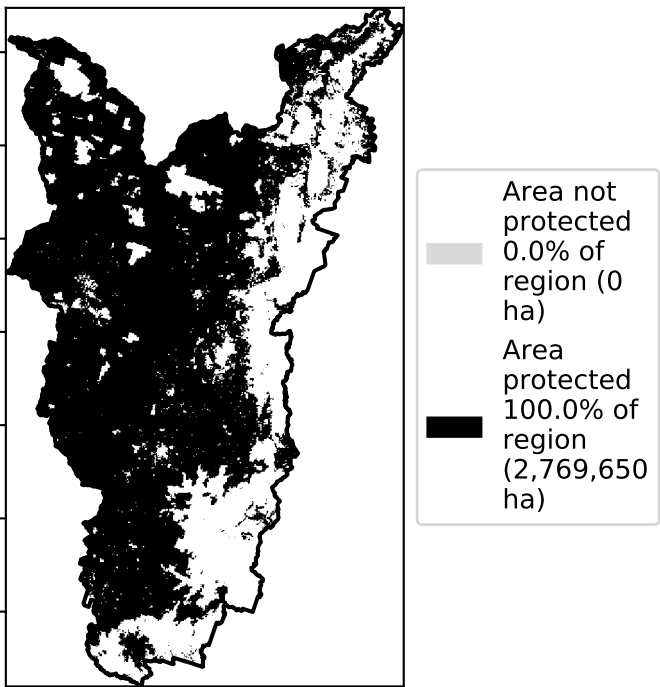 Area not
protected
0.0% of
region (0
ha)
Area
protected
100.0% of
region
(2,769,650
ha)